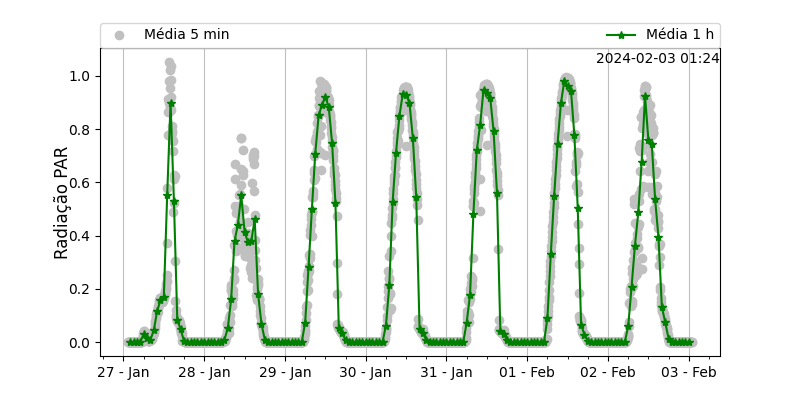 Média 5 min
Média 1 h
2024-02-03 01:24
Radiação PAR
1.0
0.8
0.6
0.4
0.2
0.0
27 - Jan
28 - Jan
29 - Jan
30 - Jan
31 - Jan
01 - Feb
02 - Feb
03 - Feb